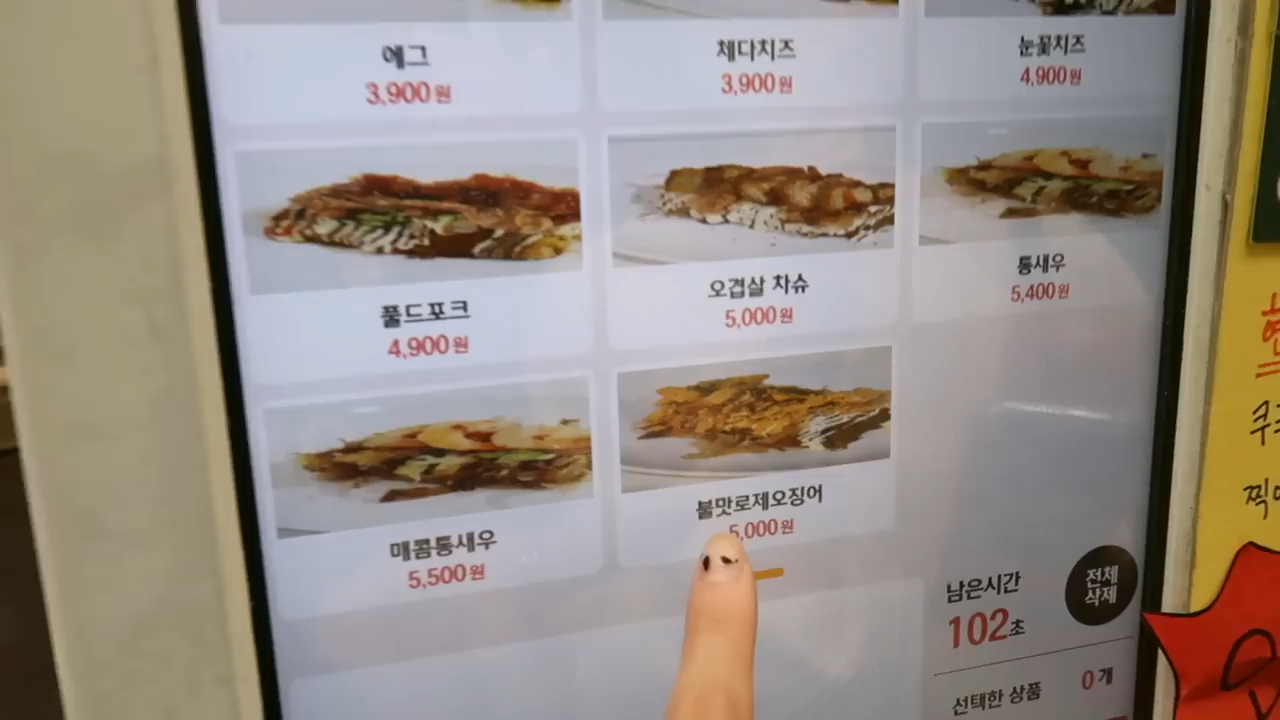 에그
3,900원
체다치즈
3,900원
눈꽃치즈
4,900원
풀드포크
4,900원
오겹살 차슈
5,000원
통새우
5,400원
매콤통새우
5,500원
불맛로제오징어
5,000원
남은시간
102초
전체
삭제
선택한 상품
0개